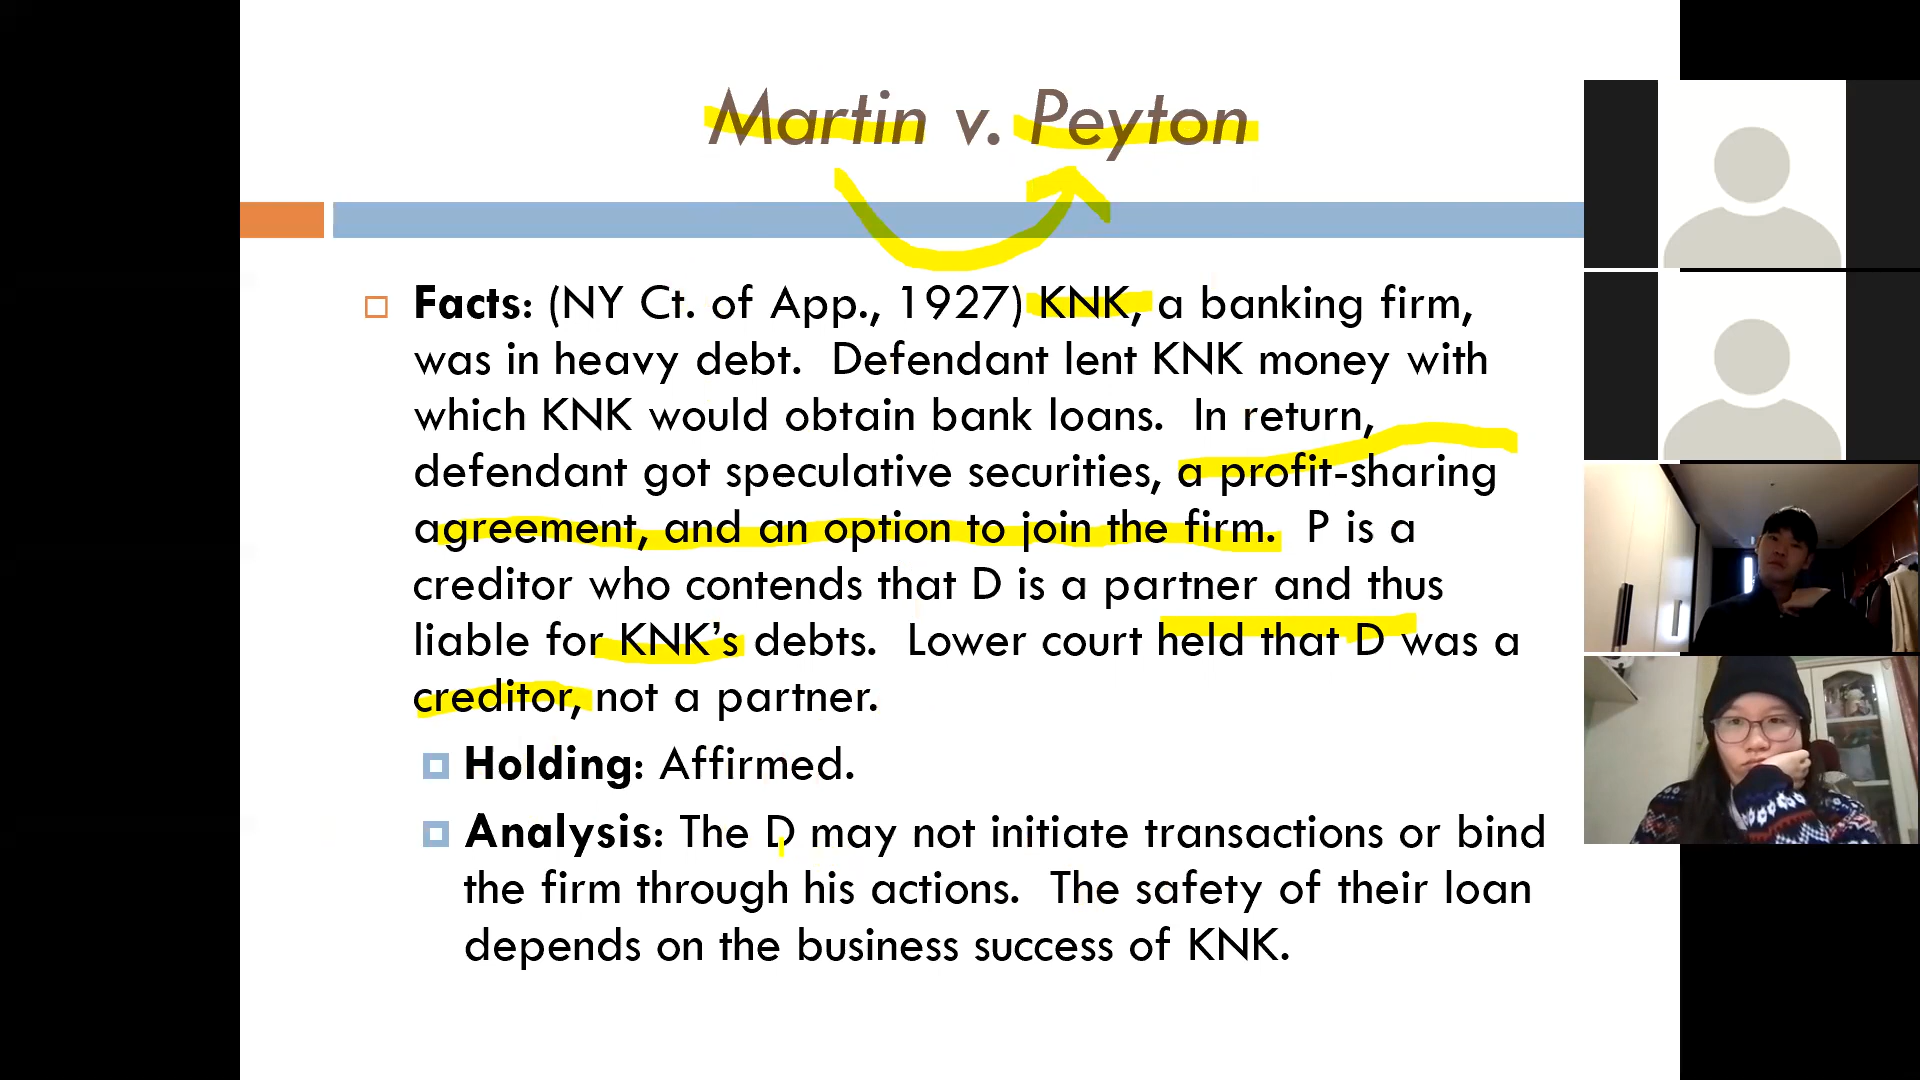 Martin v. Peyton
Facts: (NY Ct. of App., 1927) KNK, a banking firm,
was in heavy debt.  Defendant lent KNK money with
which KNK would obtain bank loans.  In return,
defendant got speculative securities, a profit-sharing
agreement, and an option to join the firm.  P is a
creditor who contends that D is a partner and thus
liable for KNK’s debts.  Lower court held that D was a
creditor, not a partner.
Holding: Affirmed.
Analysis: The D may not initiate transactions or bind
the firm through his actions.  The safety of their loan
depends on the business success of KNK.